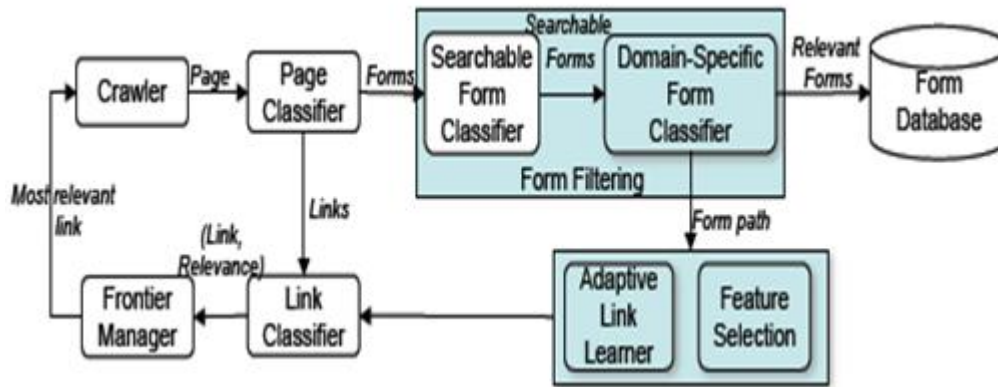 Searchable
Forms
Crawler
Page
Page
Classifier
Forms
Searchable
Form
Classifier
Domain-Specific
Form
Classifier
Form Filtering
Relevant
Forms
Form
Database
Most relevant
link
Links
Form path
(Link,
Relevance)
Frontier
Manager
Link
Classifier
Adaptive
Link
Learner
Feature
Selection